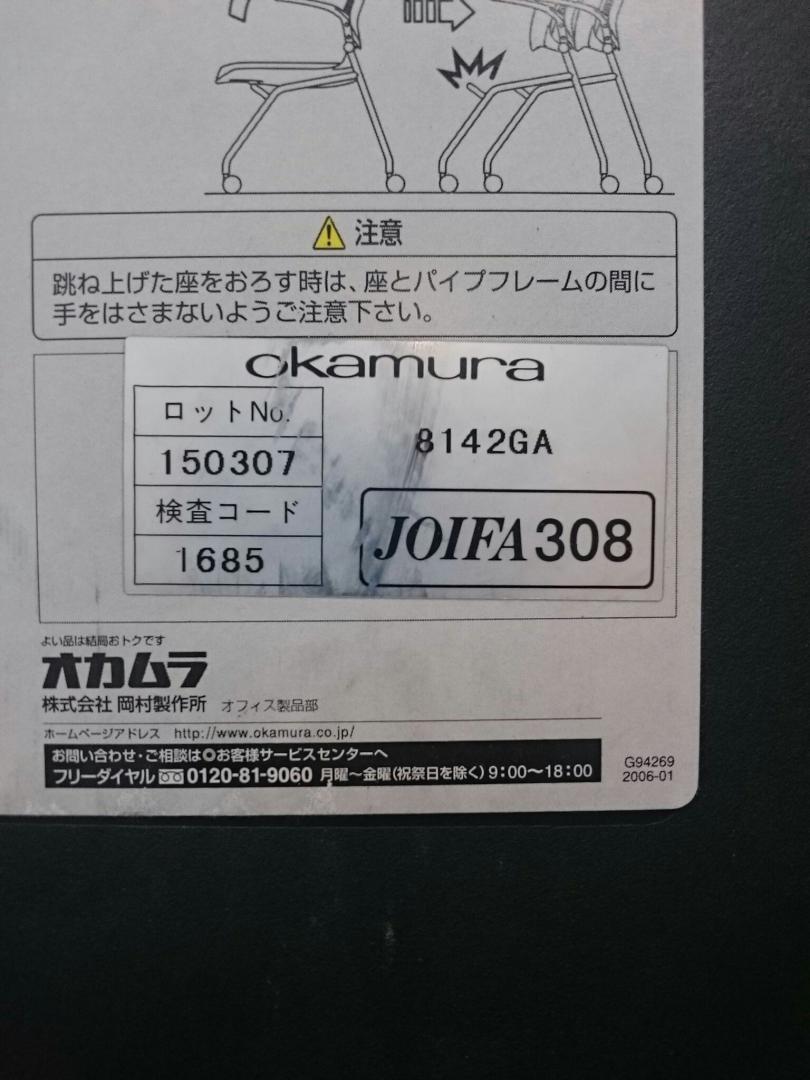 注意
跳ね上げた座をおろす時は、座とパイプフレームの間に
手をはさまないようご注意下さい。
okamura
ロットNo.
150307
8142GA
検査コード
1685
JOIFA308
よい品は結局おトクです
オカムラ
株式会社 岡村製作所 オフィス製品部
ホームページアドレス http://www.okamura.co.jp/
お問い合わせ・ご相談は◎お客様サービスセンターへ
フリーダイヤル 0120-81-9060 月曜〜金曜(祝祭日を除く)9:00〜18:00
G94269
2006-01